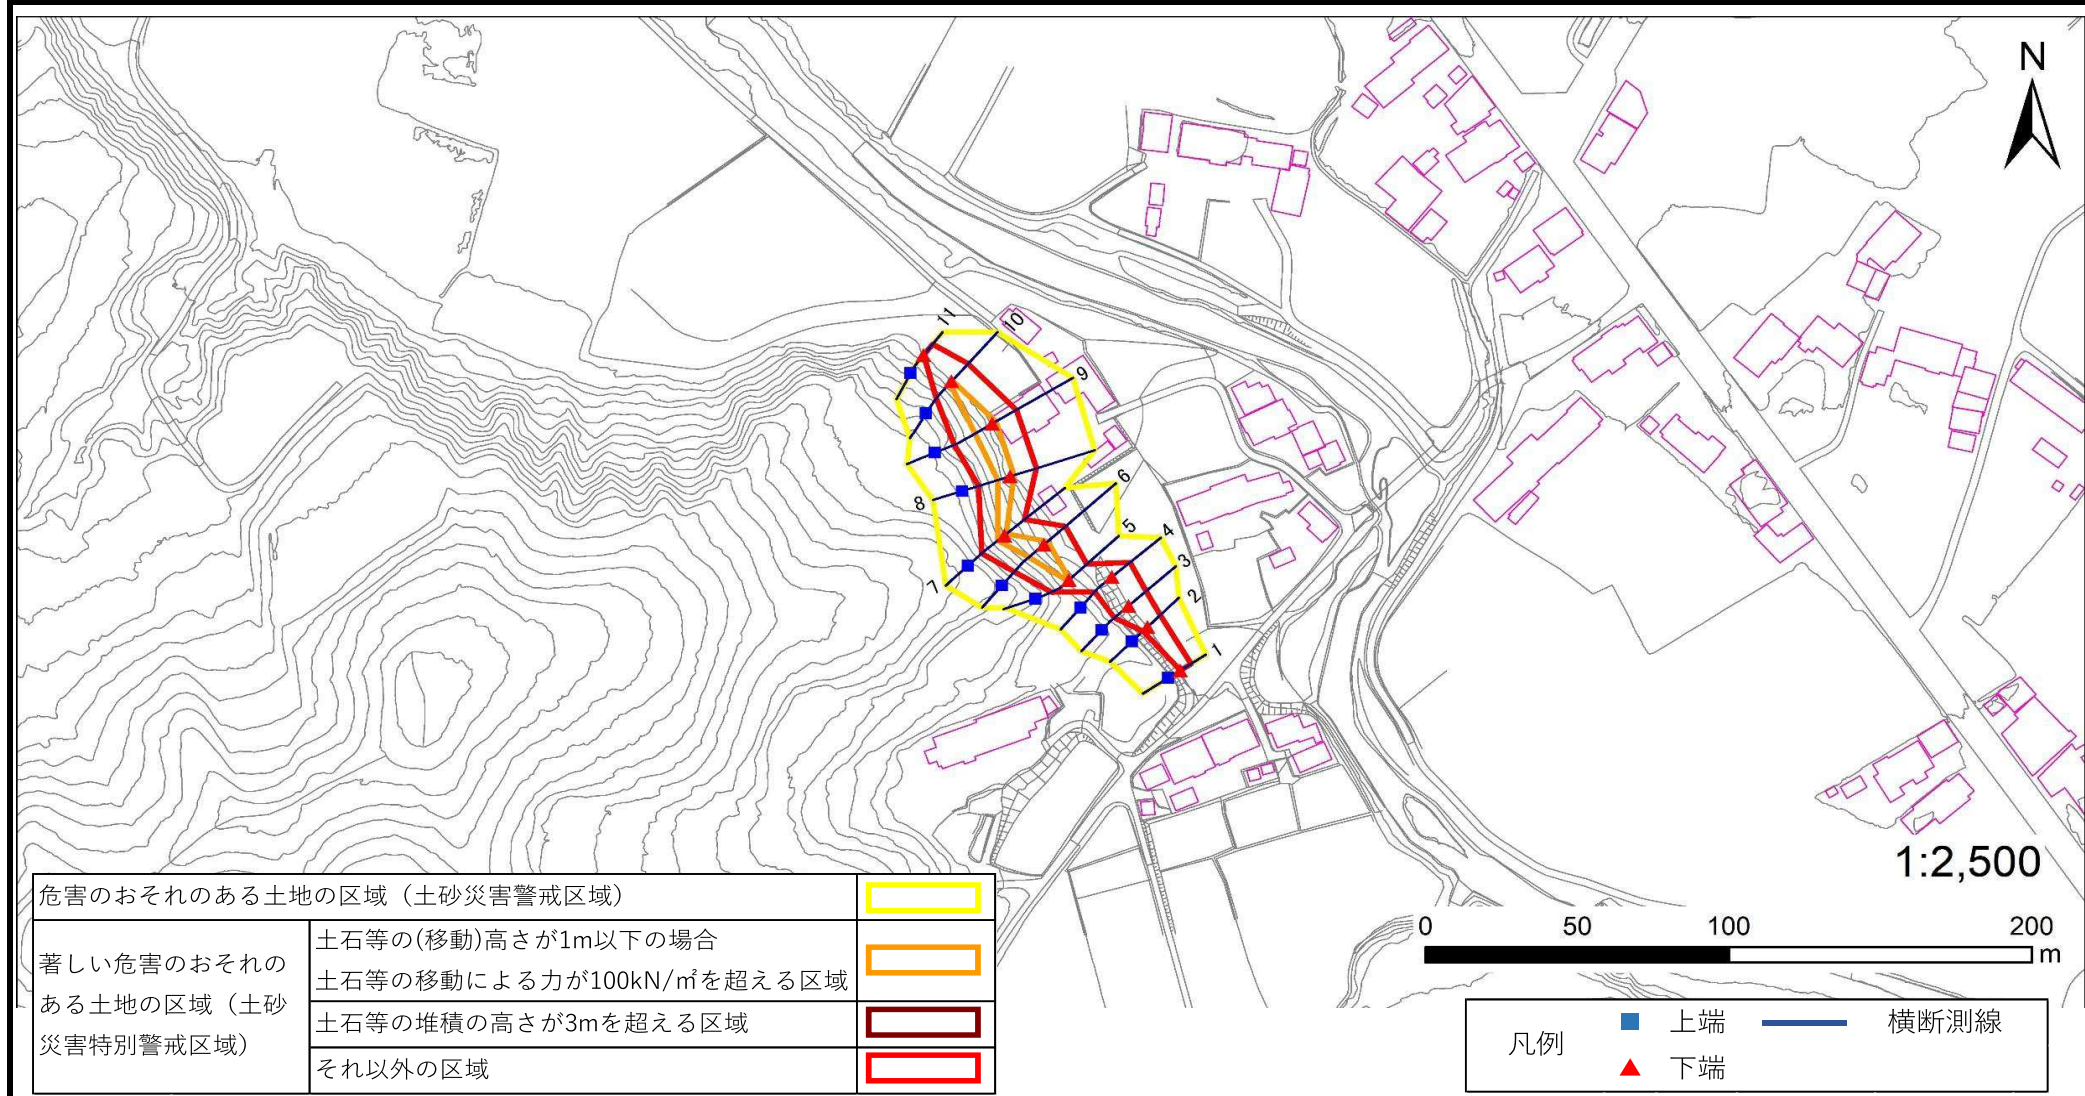 N
11
10
9
8
6
5
4
3
7
2
1
1:2,500
0 50 100 200
m
危害のおそれのある土地の区域（土砂災害警戒区域）
著しい危害のおそれの
ある土地の区域（土砂
災害特別警戒区域）
土石等の(移動)高さが1m以下の場合
土石等の移動による力が100kN/㎡を超える区域
土石等の堆積の高さが3mを超える区域
それ以外の区域
凡例
上端
横断測線
下端